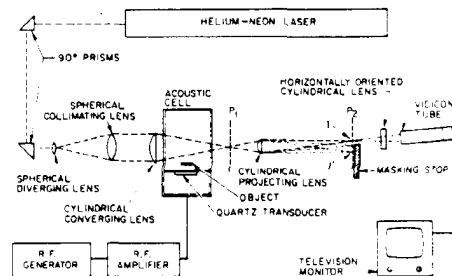 HELIUM-NEON LASER
90° PRISMS
ACOUSTIC
CELL
HORIZONTALLY ORIENTED
CYLINDRICAL LENS
SPHERICAL
COLLIMATING LENS
P₁
P₂
VIDICON
TUBE
SPHERICAL
DIVERGING LENS
CYLINDRICAL
CONVERGING LENS
CYLINDRICAL
PROJECTING LENS
MASKING STOP
OBJECT
QUARTZ TRANSDUCER
R.F.
GENERATOR
R.F.
AMPLIFIER
TELEVISION
MONITOR